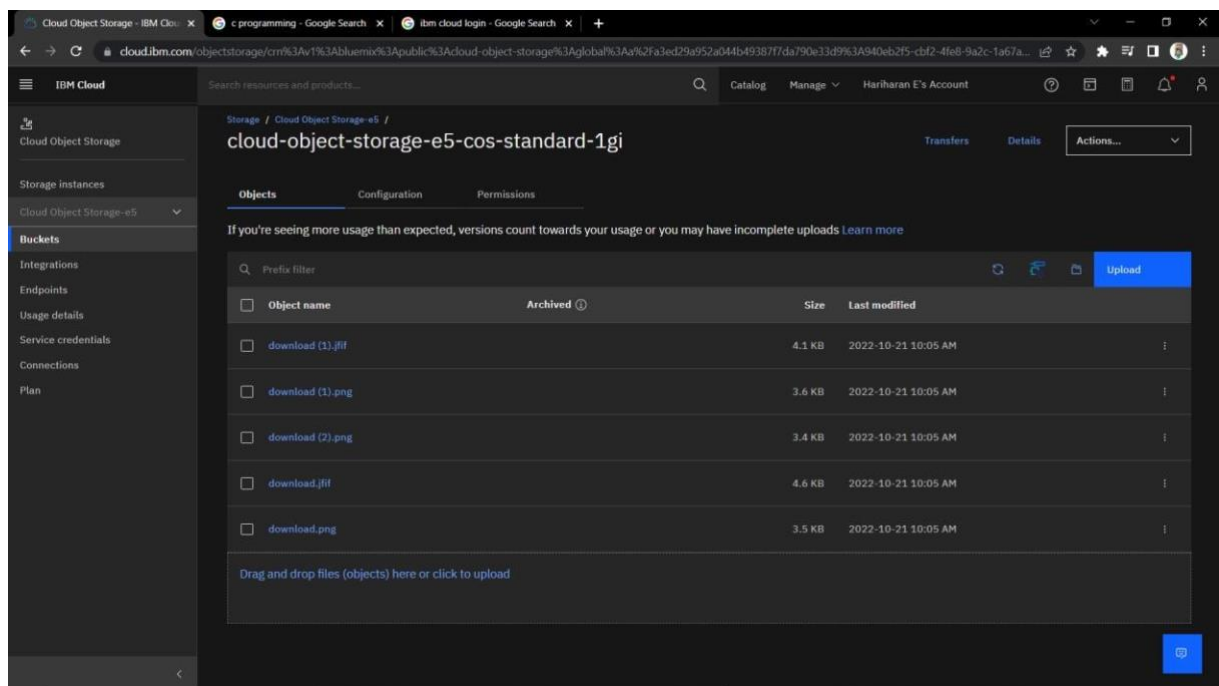 Cloud Object Storage - IBM Clou
c programming - Google Search
ibm cloud login - Google Search
IBM Cloud
Search resources and products...
Catalog
Manage
Hariharan E's Account
Cloud Object Storage
Storage instances
Cloud Object Storage-e5
Buckets
Integrations
Endpoints
Usage details
Service credentials
Connections
Plan
Storage / Cloud Object Storage-e5 /
cloud-object-storage-e5-cos-standard-1gi
Transfers
Details
Actions...
Objects
Configuration
Permissions
If you're seeing more usage than expected, versions count towards your usage or you may have incomplete uploads Learn more
Prefix filter
Upload
Object name Archived Size Last modified
download (1).jfif 4.1 KB 2022-10-21 10:05 AM
download (1).png 3.6 KB 2022-10-21 10:05 AM
download (2).png 3.4 KB 2022-10-21 10:05 AM
download.jfif 4.6 KB 2022-10-21 10:05 AM
download.png 3.5 KB 2022-10-21 10:05 AM
Drag and drop files (objects) here or click to upload